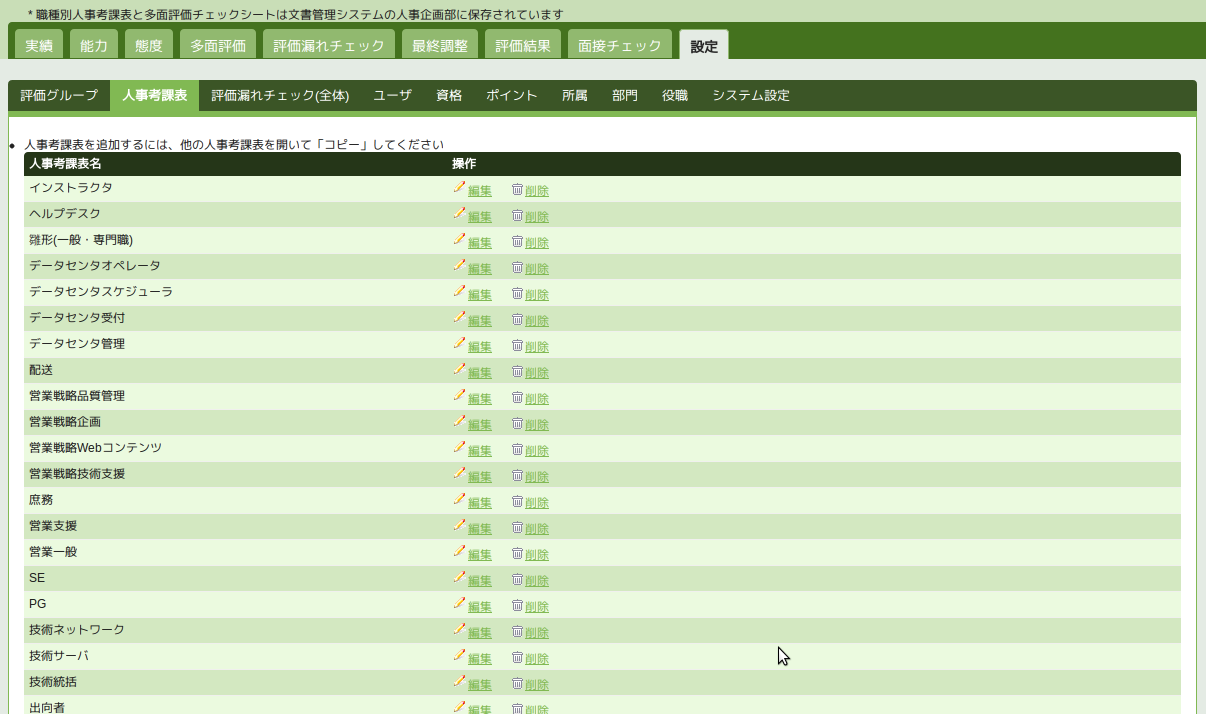 * 職種別人事考課表と多面評価チェックシートは文書管理システムの人事企画部に保存されています
実績 能力 態度 多面評価 評価漏れチェック 最終調整 評価結果 面接チェック 設定
評価グループ 人事考課表 評価漏れチェック(全体) ユーザ 資格 ポイント 所属 部門 役職 システム設定
• 人事考課表を追加するには、他の人事考課表を開いて「コピー」してください
人事考課表名 操作
インストラクタ 編集 削除
ヘルプデスク 編集 削除
雛形(一般・専門職) 編集 削除
データセンタオペレータ 編集 削除
データセンタスケジューラ 編集 削除
データセンタ受付 編集 削除
データセンタ管理 編集 削除
配送 編集 削除
営業戦略品質管理 編集 削除
営業戦略企画 編集 削除
営業戦略Webコンテンツ 編集 削除
営業戦略技術支援 編集 削除
庶務 編集 削除
営業支援 編集 削除
営業一般 編集 削除
SE 編集 削除
PG 編集 削除
技術ネットワーク 編集 削除
技術サーバ 編集 削除
技術統括 編集 削除
出向者 編集 削除